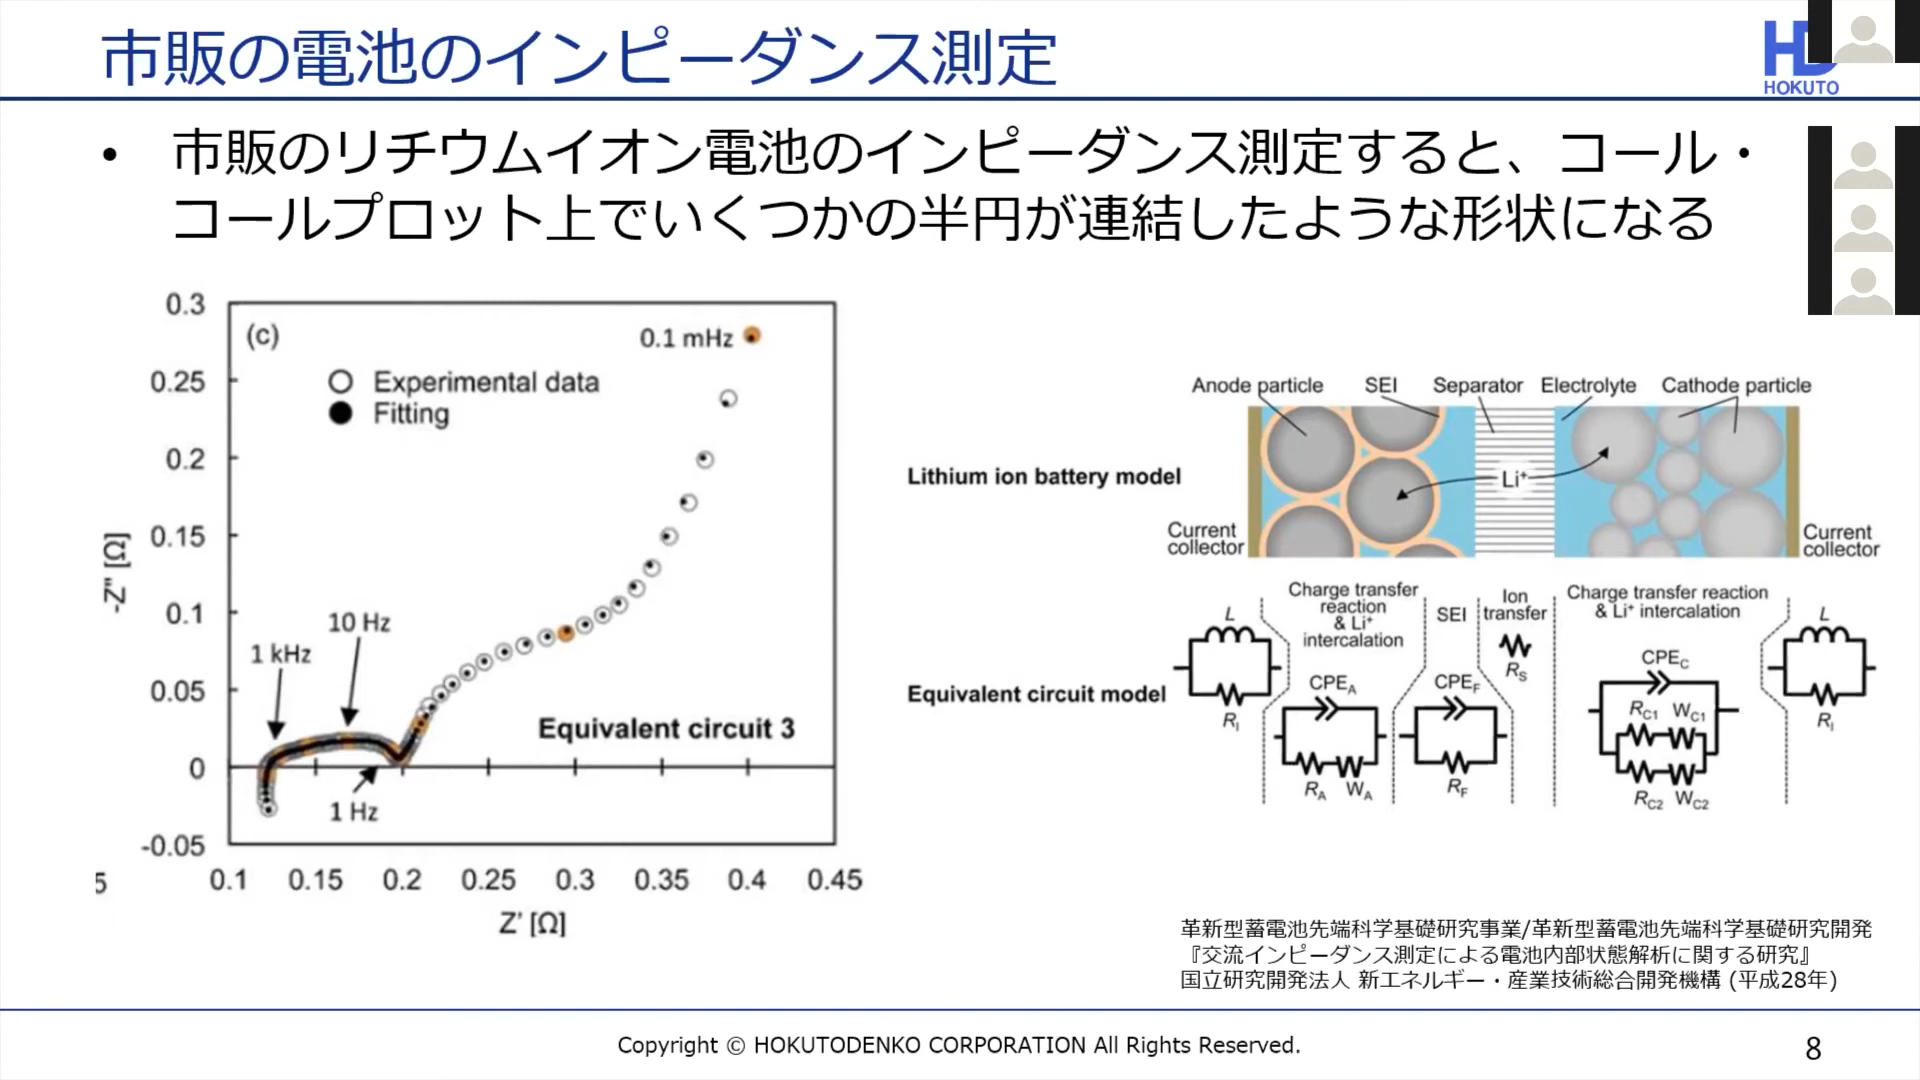 市販の電池のインピーダンス測定
HOKUTO
• 市販のリチウムイオン電池のインピーダンス測定すると、コール・
コールプロット上でいくつかの半円が連結したような形状になる
(c)
0.1 mHz
Experimental data
Fitting
10 Hz
1 kHz
1 Hz
Equivalent circuit 3
0.3
0.25
0.2
0.15
0.1
0.05
0
-0.05
-Z" [Ω]
5
0.1 0.15 0.2 0.25 0.3 0.35 0.4 0.45
Z' [Ω]
Anode particle SEI Separator Electrolyte Cathode particle
Lithium ion battery model
Li⁺
Current
collector
Current
collector
Equivalent circuit model
L
R_I
Charge transfer
reaction
& Li⁺
intercalation
CPE_A
R_A W_A
SEI
CPE_F
R_F
Ion
transfer
R_S
Charge transfer reaction
& Li⁺ intercalation
CPE_C
R_C1 W_C1
R_C2 W_C2
L
R_I
革新型蓄電池先端科学基礎研究事業/革新型蓄電池先端科学基礎研究開発
『交流インピーダンス測定による電池内部状態解析に関する研究』
国立研究開発法人 新エネルギー・産業技術総合開発機構 (平成28年)
Copyright © HOKUTODENKO CORPORATION All Rights Reserved.
8